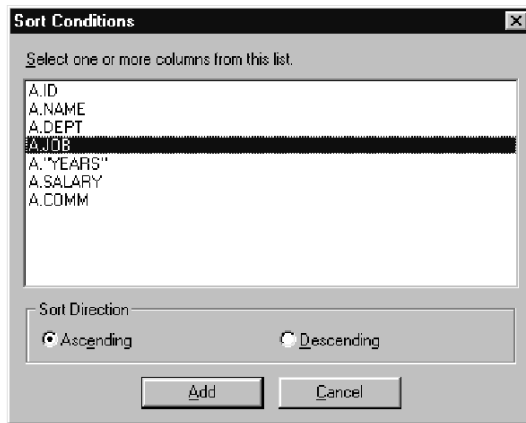 Sort Conditions
Select one or more columns from this list.
A.ID
A.NAME
A.DEPT
A.JOB
A."YEARS"
A.SALARY
A.COMM
Sort Direction
Ascending Descending
Add Cancel